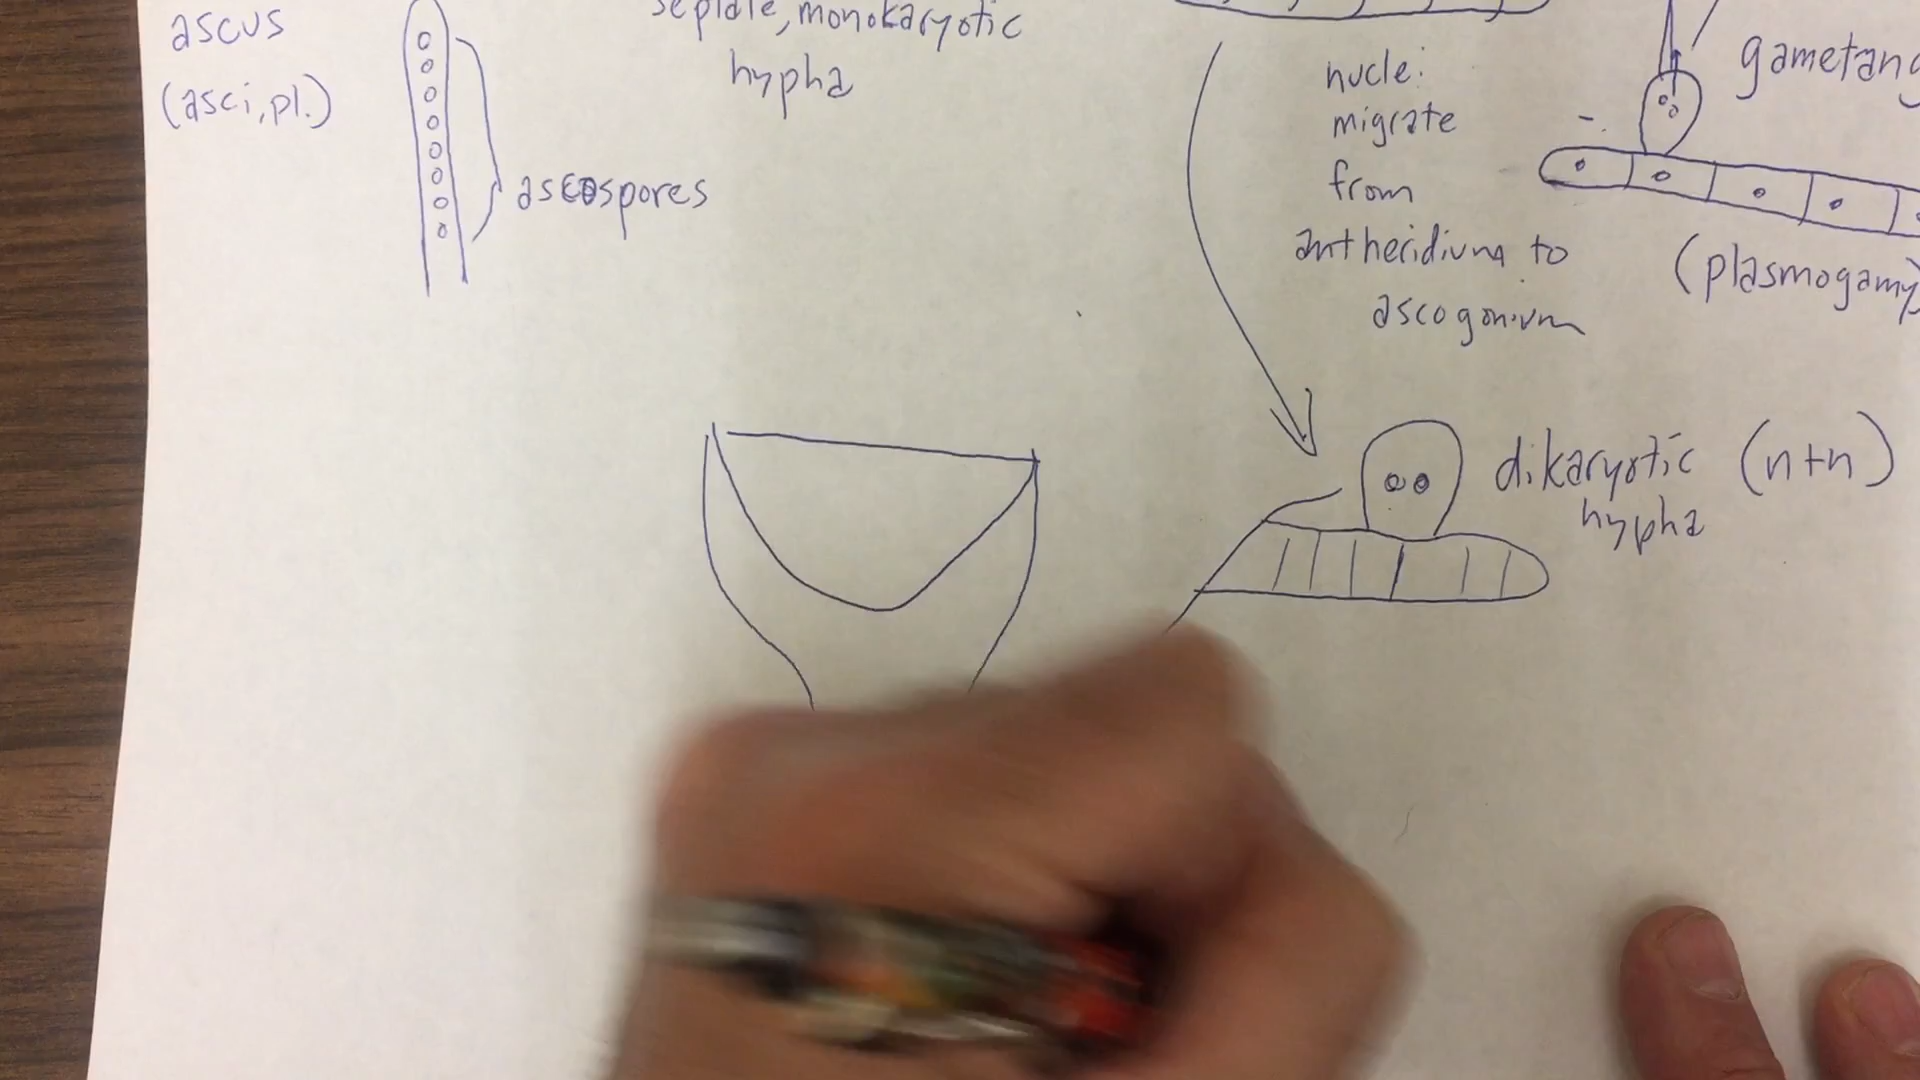 ascus
(asci, pl.)
ascospores
septate, monokaryotic
hypha
nuclei
migrate
from
antheridium to
ascogonium
gametang
(plasmogamy)
dikaryotic (n+n)
hypha